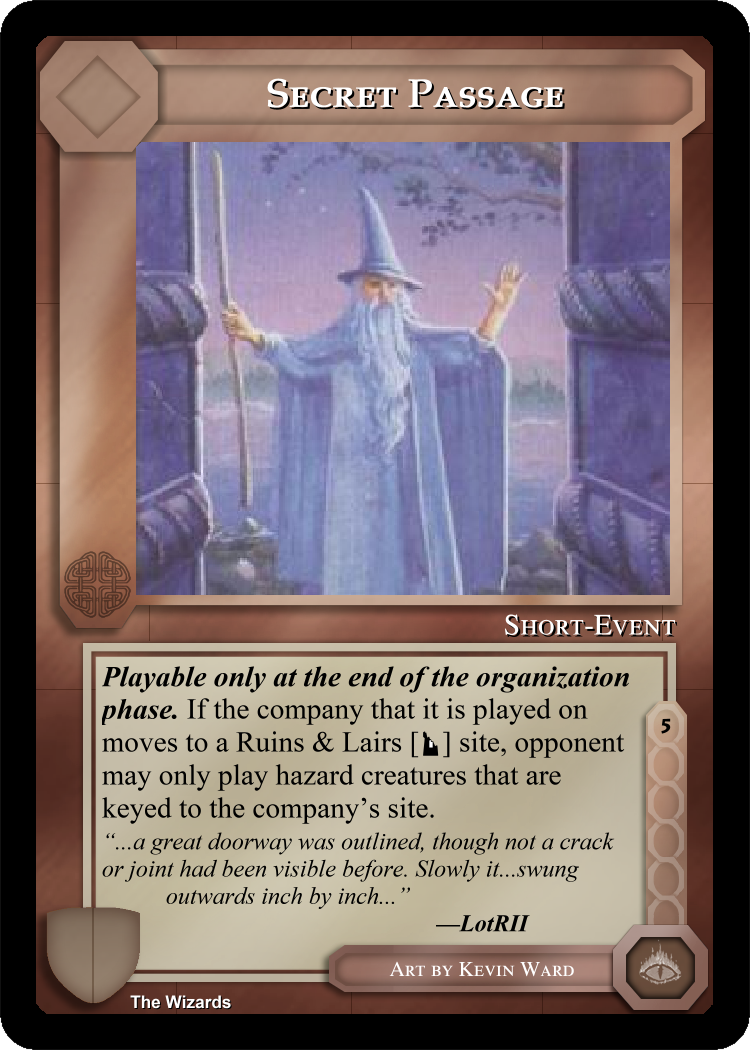 Secret Passage
Short-Event
Playable only at the end of the organization
phase. If the company that it is played on
moves to a Ruins & Lairs [ ] site, opponent
may only play hazard creatures that are
keyed to the company’s site.
5
“...a great doorway was outlined, though not a crack
or joint had been visible before. Slowly it...swung
outwards inch by inch...”
—LotRII
Art by Kevin Ward
The Wizards